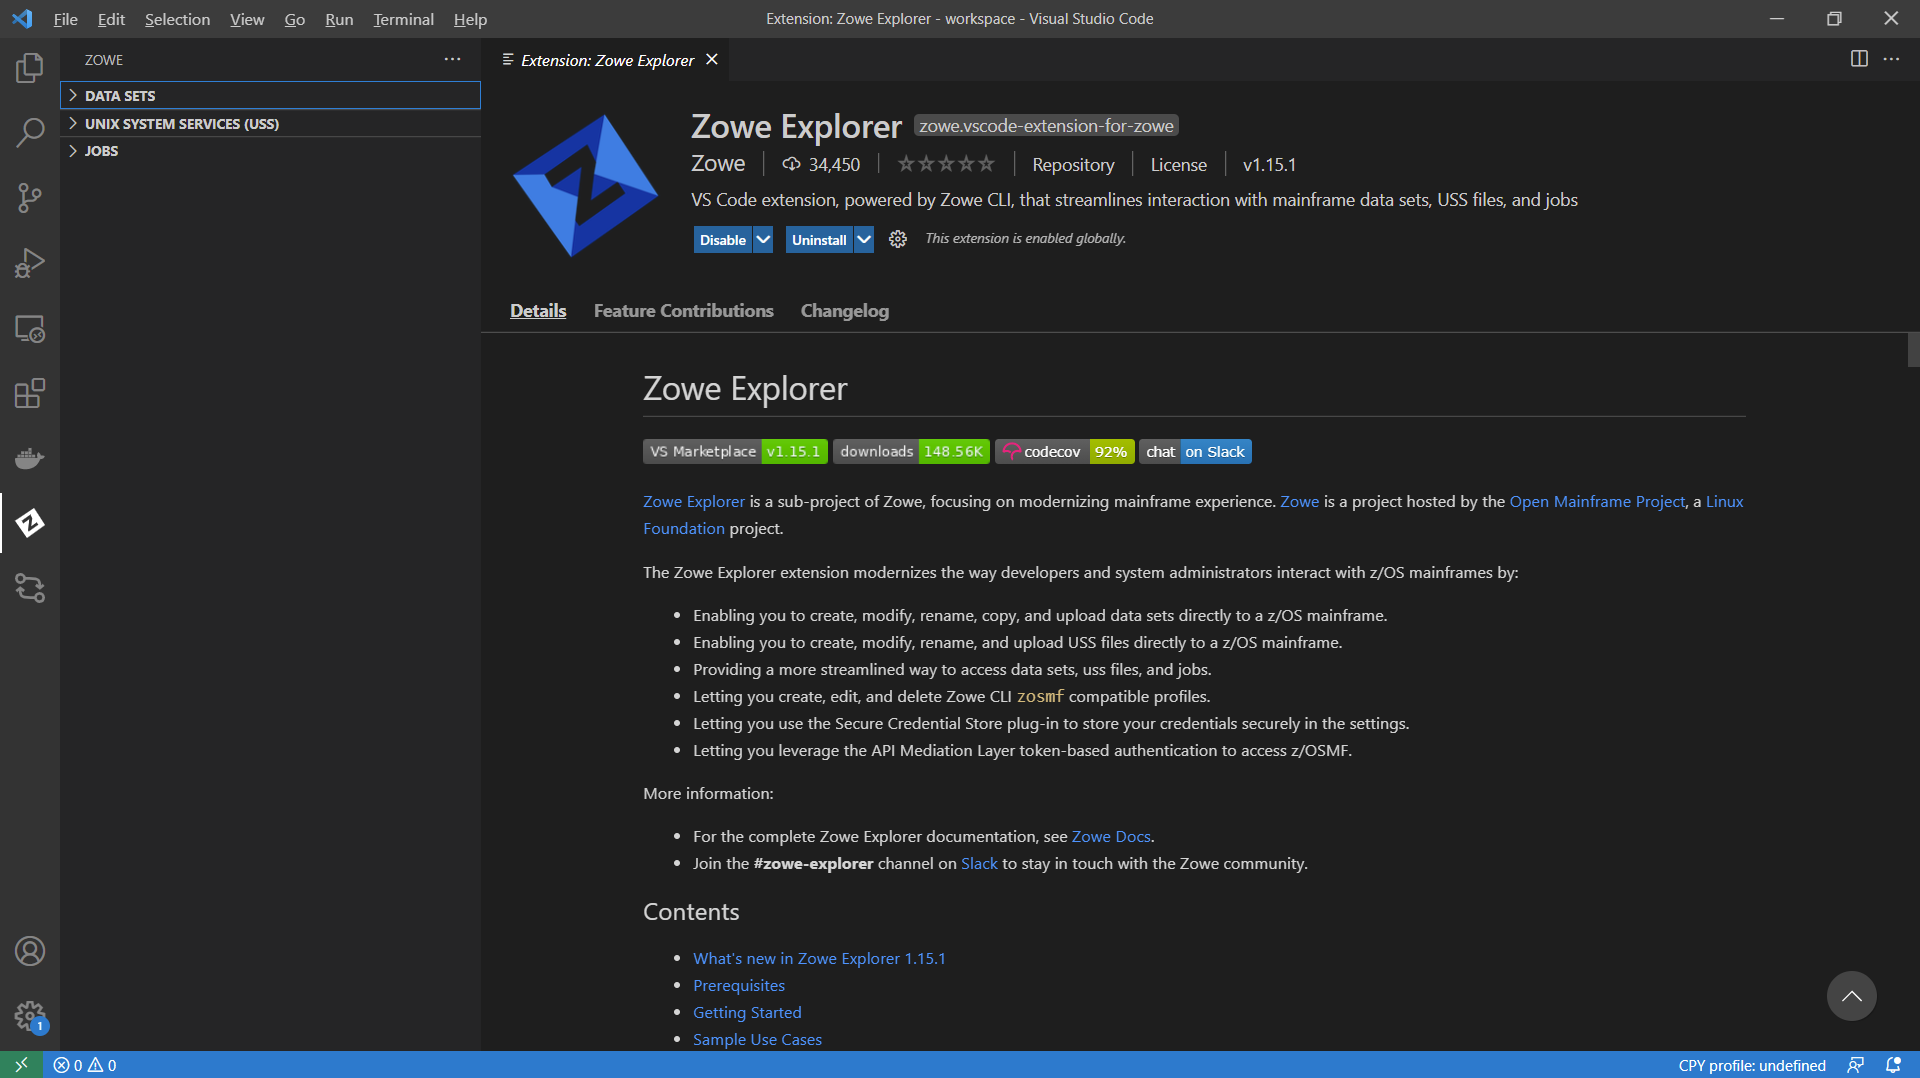 File Edit Selection View Go Run Terminal Help
Extension: Zowe Explorer - workspace - Visual Studio Code
ZOWE
DATA SETS
UNIX SYSTEM SERVICES (USS)
JOBS
Extension: Zowe Explorer
Zowe Explorer zowe.vscode-extension-for-zowe
Zowe 34,450 Repository License v1.15.1
VS Code extension, powered by Zowe CLI, that streamlines interaction with mainframe data sets, USS files, and jobs
Disable Uninstall This extension is enabled globally.
Details Feature Contributions Changelog
Zowe Explorer
VS Marketplace v1.15.1 downloads 148.56K codecov 92% chat on Slack
Zowe Explorer is a sub-project of Zowe, focusing on modernizing mainframe experience. Zowe is a project hosted by the Open Mainframe Project, a Linux
Foundation project.
The Zowe Explorer extension modernizes the way developers and system administrators interact with z/OS mainframes by:
• Enabling you to create, modify, rename, copy, and upload data sets directly to a z/OS mainframe.
• Enabling you to create, modify, rename, and upload USS files directly to a z/OS mainframe.
• Providing a more streamlined way to access data sets, uss files, and jobs.
• Letting you create, edit, and delete Zowe CLI zosmf compatible profiles.
• Letting you use the Secure Credential Store plug-in to store your credentials securely in the settings.
• Letting you leverage the API Mediation Layer token-based authentication to access z/OSMF.
More information:
• For the complete Zowe Explorer documentation, see Zowe Docs.
• Join the #zowe-explorer channel on Slack to stay in touch with the Zowe community.
Contents
• What's new in Zowe Explorer 1.15.1
• Prerequisites
• Getting Started
• Sample Use Cases
1
0 0
CPY profile: undefined